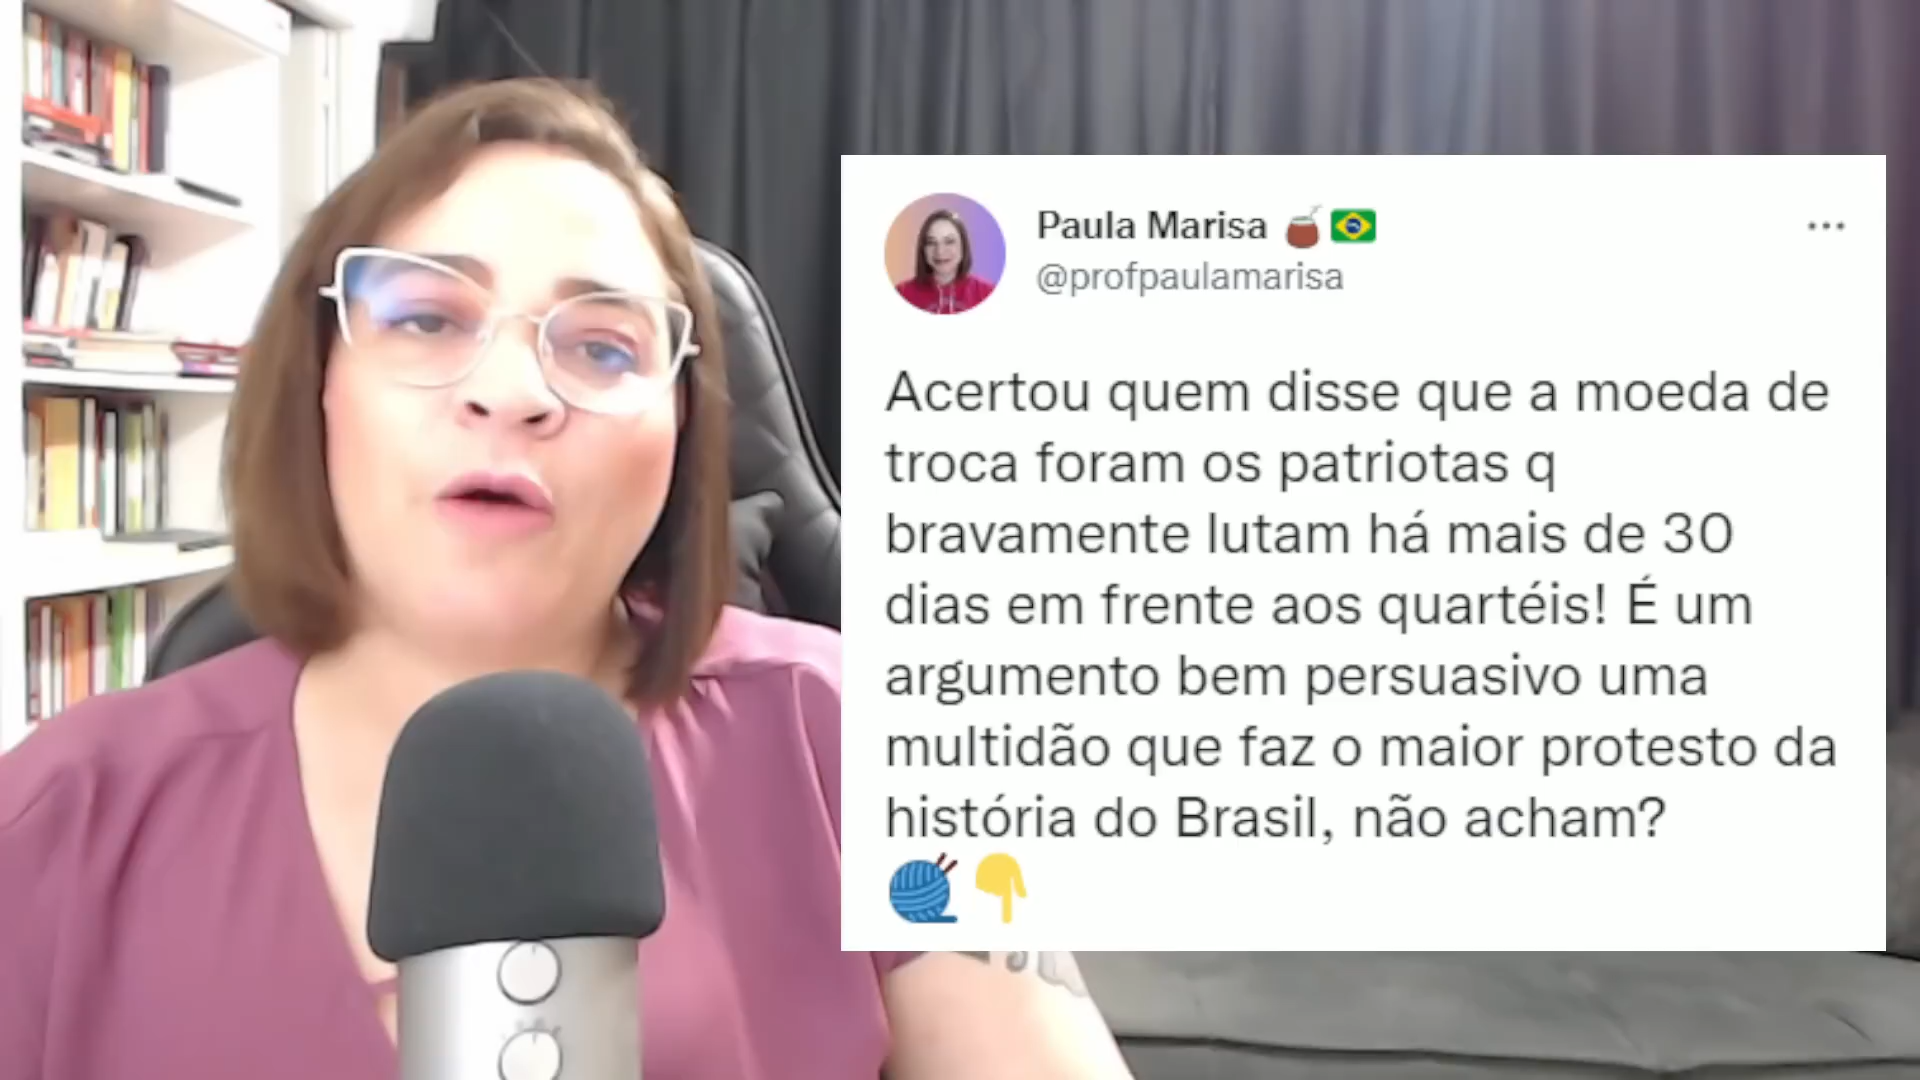 Paula Marisa
@profpaulamarisa
Acertou quem disse que a moeda de
troca foram os patriotas q
bravamente lutam há mais de 30
dias em frente aos quartéis! É um
argumento bem persuasivo uma
multidão que faz o maior protesto da
história do Brasil, não acham?